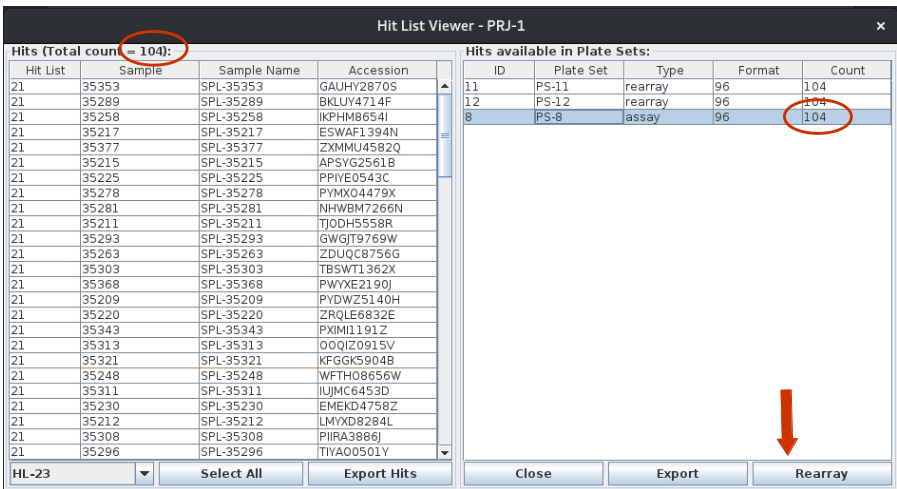 Hit List Viewer - PRJ-1 ×
Hits (Total count = 104):
Hit List Sample Sample Name Accession
21 35353 SPL-35353 GAUHY2870S
21 35289 SPL-35289 BKLUY4714F
21 35258 SPL-35258 IKPHM8654I
21 35217 SPL-35217 ESWAF1394N
21 35377 SPL-35377 ZXMMU4582Q
21 35215 SPL-35215 APSYG2561B
21 35225 SPL-35225 PPIYE0543C
21 35278 SPL-35278 PYMXO4479X
21 35281 SPL-35281 NHWBM7266N
21 35211 SPL-35211 TJODH5558R
21 35293 SPL-35293 GWGJT9769W
21 35263 SPL-35263 ZDUQC8756G
21 35303 SPL-35303 TBSWT1362X
21 35368 SPL-35368 PWYXE2190J
21 35209 SPL-35209 PYDWZ5140H
21 35220 SPL-35220 ZRQLE6832E
21 35343 SPL-35343 PXIMI1191Z
21 35313 SPL-35313 OOQIZ0915V
21 35321 SPL-35321 KFGGK5904B
21 35248 SPL-35248 WFTHO8656W
21 35311 SPL-35311 IUJMC6453D
21 35230 SPL-35230 EMEKD4758Z
21 35212 SPL-35212 LMYXD8284L
21 35308 SPL-35308 PIIRA3886J
21 35296 SPL-35296 TIYAO0501Y
HL-23 Select All Export Hits
Hits available in Plate Sets:
ID Plate Set Type Format Count
11 PS-11 rearray 96 104
12 PS-12 rearray 96 104
8 PS-8 assay 96 104
Close Export Rearray